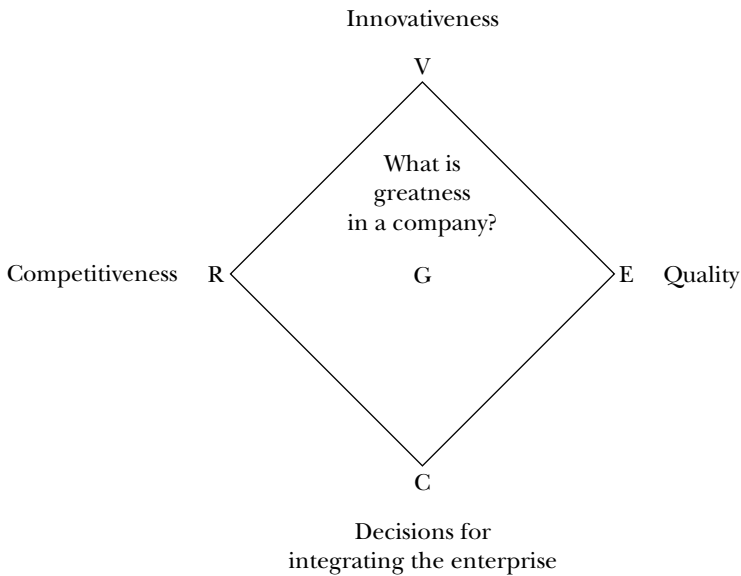 Innovativeness
V
What is
greatness
in a company?
Competitiveness R G E Quality
C
Decisions for
integrating the enterprise